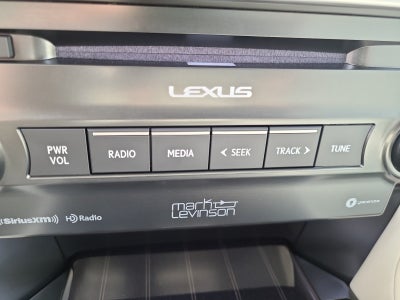 LEXUS
PWR
VOL
RADIO
MEDIA
< SEEK
TRACK >
TUNE
mark
Levinson
SiriusXM
HD Radio